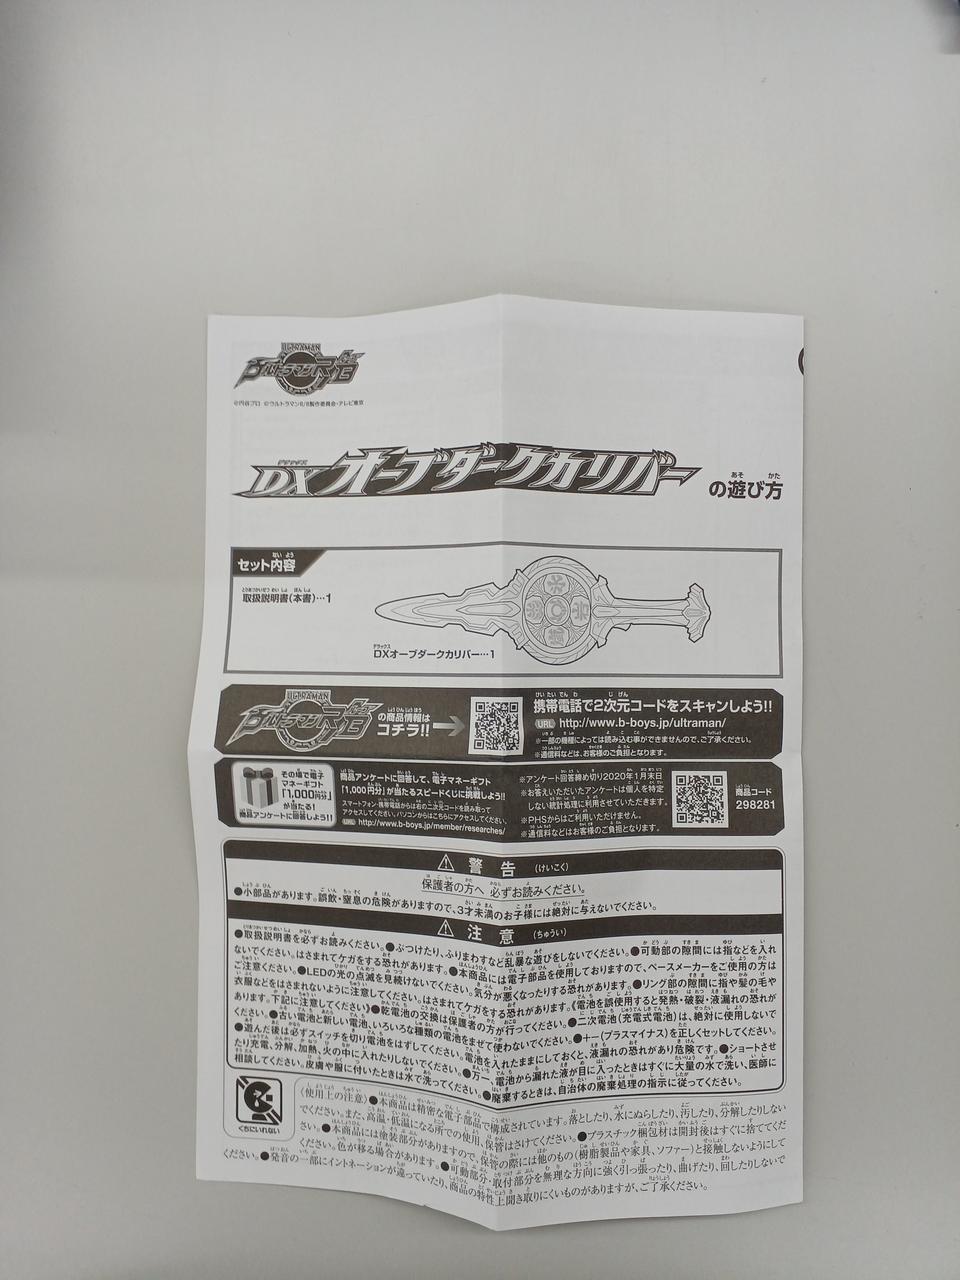 ULTRAMAN
ウルトラマンR/B
©円谷プロ ©ウルトラマンR/B製作委員会・テレビ東京
DXオーブダークカリバーの遊び方
セット内容
取扱説明書(本書)…1
DXオーブダークカリバー…1
ULTRAMAN
ウルトラマンR/B
の商品情報は
コチラ!!
携帯電話で2次元コードをスキャンしよう!!
URL http://www.b-boys.jp/ultraman/
※一部の機種によっては読み込む事ができませんので、ご了承ください。
※通信料などは、お客様のご負担となります。
その場で電子
マネーギフト
「1,000円分」
が当たる!
商品アンケートに回答しよう!!
商品アンケートに回答して、電子マネーギフト
「1,000円分」が当たるスピードくじに挑戦しよう!!
スマートフォン・携帯電話からは右の二次元コードを読み取って
アクセスしてください。パソコンからはこちらにアクセスしてください。
URL http://www.b-boys.jp/member/researches/
※アンケート回答締め切り2020年1月末日
※お答えいただいたアンケートは個人を特定
しない統計処理に利用させていただきます。
※PHSからはご利用いただけません。
※通信料などはお客様のご負担となります。
商品コード
298281
警告(けいこく)
保護者の方へ 必ずお読みください。
●小部品があります。誤飲・窒息の危険がありますので、3才未満のお子様には絶対に与えないでください。
注意(ちゅうい)
●取扱説明書を必ずお読みください。●ぶつけたり、ふりまわすなど乱暴な遊びをしないでください。●可動部の隙間には指などを入れ
ないでください。はさまれてケガをする恐れがあります。●本商品には電子部品を使用しておりますので、ペースメーカーをご使用の方は
ご注意ください。●LEDの光の点滅を見続けないでください。気分が悪くなったりする恐れがあります。●リング部の隙間に指や髪の毛や
衣服などをはさまれないように注意してください。はさまれてケガをする恐れがあります。《電池を誤使用すると発熱・破裂・液漏れの恐れが
あります。下記に注意してください》●乾電池の交換は保護者の方が行ってください。●二次電池(充電式電池)は、絶対に使用しないで
ください。●古い電池と新しい電池、いろいろな種類の電池をまぜて使わないでください。●+-(プラスマイナス)を正しくセットしてください。
●遊んだ後は必ずスイッチを切り電池をはずしてください。電池を入れたままにしておくと、液漏れの恐れがあり危険です。●ショートさせ
たり充電、分解、加熱、火の中に入れたりしないでください。●万一、電池から漏れた液が目に入ったときはすぐに大量の水で洗い、医師に
相談してください。皮膚や服に付いたときは水で洗ってください。●廃棄するときは、自治体の廃棄処理の指示に従ってください。
くちにいれない
〈使用上の注意〉●本商品は精密な電子部品で構成されています。落としたり、水にぬらしたり、汚したり、分解したりしない
でください。また、高温・低温になる所での使用、保管はさけてください。●プラスチック梱包材は開封後はすぐに捨ててくだ
さい。●本商品には塗装部分がありますので、保管の際には他のもの(樹脂製品や家具、ソファー)と接触しないようにして
ください。色が移る場合があります。●可動部分・取付部分を無理な方向に強く引っ張ったり、曲げたり、回したりしないで
ください。●発音の一部にイントネーションが違っていたり、商品の特性上聞き取りにくいものがありますが、ご了承ください。